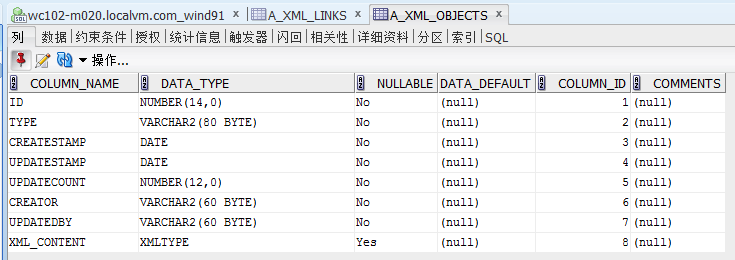 wc102-m020.localvm.com_wind91 A_XML_LINKS A_XML_OBJECTS
列 数据 约束条件 授权 统计信息 触发器 闪回 相关性 详细资料 分区 索引 SQL
操作...
COLUMN_NAME DATA_TYPE NULLABLE DATA_DEFAULT COLUMN_ID COMMENTS
ID NUMBER(14,0) No (null) 1 (null)
TYPE VARCHAR2(80 BYTE) No (null) 2 (null)
CREATESTAMP DATE No (null) 3 (null)
UPDATESTAMP DATE No (null) 4 (null)
UPDATECOUNT NUMBER(12,0) No (null) 5 (null)
CREATOR VARCHAR2(60 BYTE) No (null) 6 (null)
UPDATEDBY VARCHAR2(60 BYTE) No (null) 7 (null)
XML_CONTENT XMLTYPE Yes (null) 8 (null)